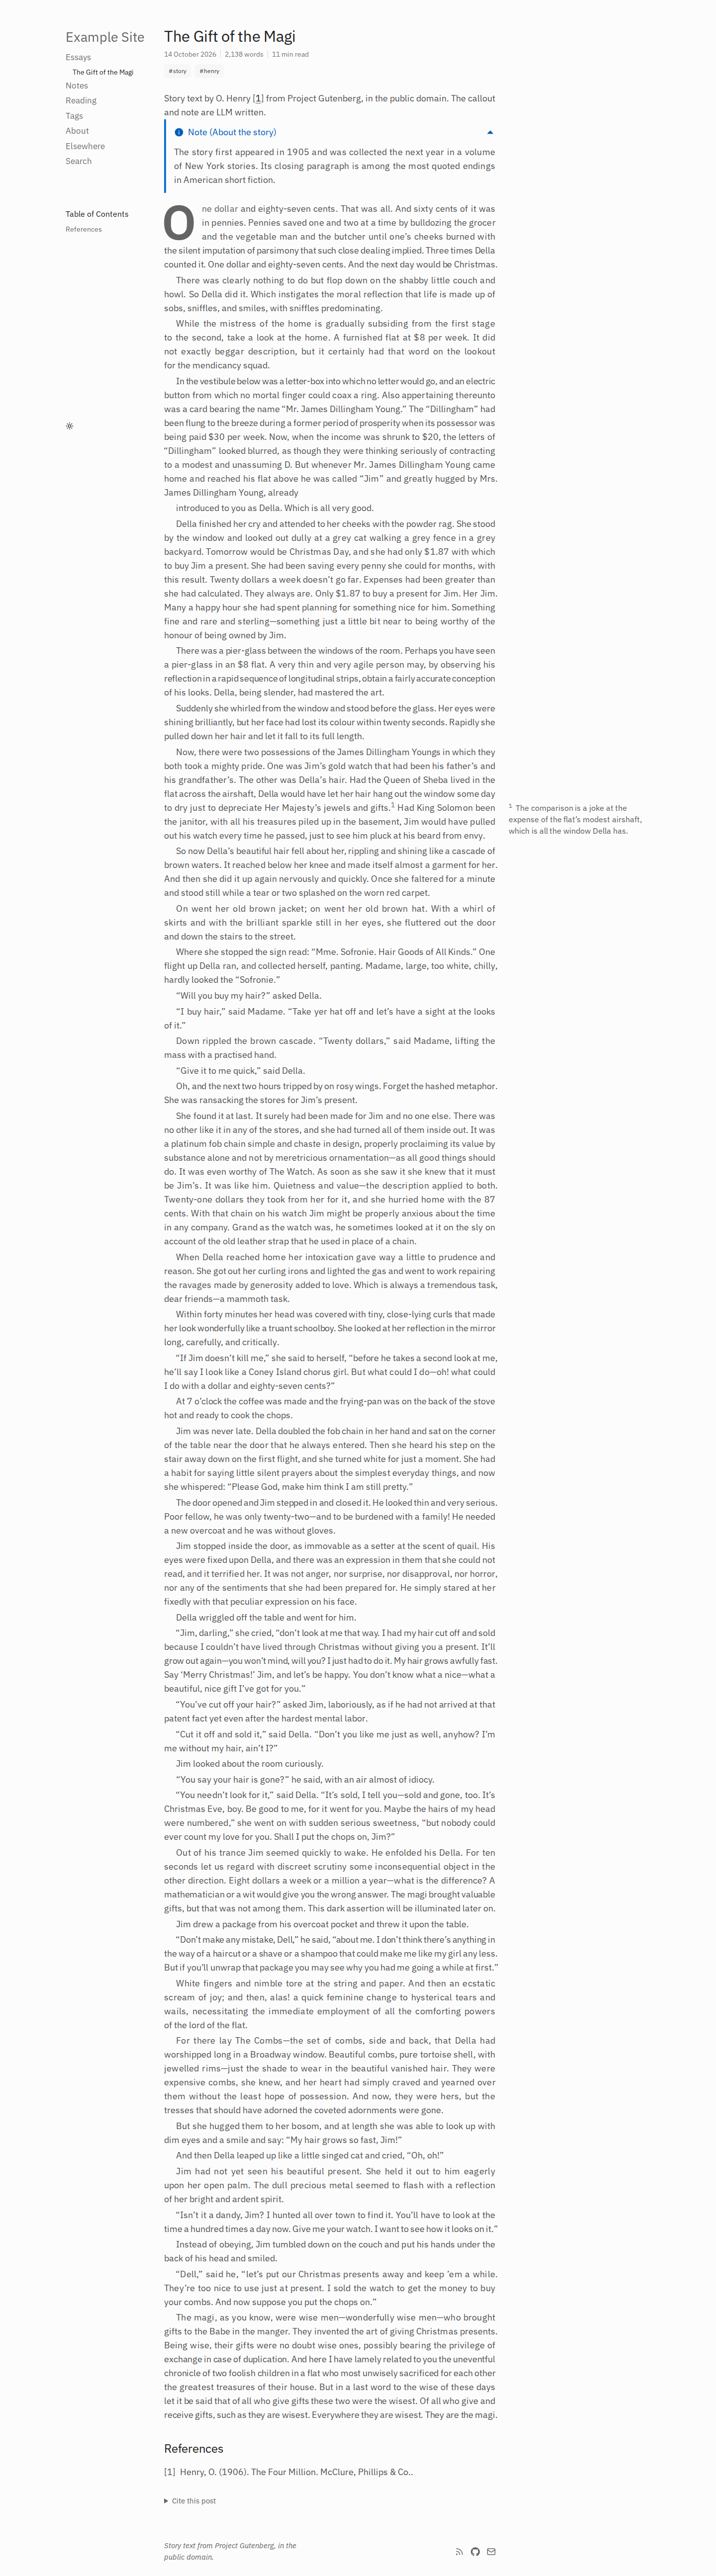 Example Site
Essays
The Gift of the Magi
Notes
Reading
Tags
About
Elsewhere
Search
Table of Contents
References
The Gift of the Magi
14 October 2026 | 2,138 words | 11 min read
#story #henry
Story text by O. Henry [1] from Project Gutenberg, in the public domain. The callout
and note are LLM written.
Note (About the story)
The story first appeared in 1905 and was collected the next year in a volume
of New York stories. Its closing paragraph is among the most quoted endings
in American short fiction.
One dollar and eighty-seven cents. That was all. And sixty cents of it was
in pennies. Pennies saved one and two at a time by bulldozing the grocer
and the vegetable man and the butcher until one’s cheeks burned with
the silent imputation of parsimony that such close dealing implied. Three times Della
counted it. One dollar and eighty-seven cents. And the next day would be Christmas.
There was clearly nothing to do but flop down on the shabby little couch and
howl. So Della did it. Which instigates the moral reflection that life is made up of
sobs, sniffles, and smiles, with sniffles predominating.
While the mistress of the home is gradually subsiding from the first stage
to the second, take a look at the home. A furnished flat at $8 per week. It did
not exactly beggar description, but it certainly had that word on the lookout
for the mendicancy squad.
In the vestibule below was a letter-box into which no letter would go, and an electric
button from which no mortal finger could coax a ring. Also appertaining thereunto
was a card bearing the name “Mr. James Dillingham Young.” The “Dillingham” had
been flung to the breeze during a former period of prosperity when its possessor was
being paid $30 per week. Now, when the income was shrunk to $20, the letters of
“Dillingham” looked blurred, as though they were thinking seriously of contracting
to a modest and unassuming D. But whenever Mr. James Dillingham Young came
home and reached his flat above he was called “Jim” and greatly hugged by Mrs.
James Dillingham Young, already
introduced to you as Della. Which is all very good.
Della finished her cry and attended to her cheeks with the powder rag. She stood
by the window and looked out dully at a grey cat walking a grey fence in a grey
backyard. Tomorrow would be Christmas Day, and she had only $1.87 with which
to buy Jim a present. She had been saving every penny she could for months, with
this result. Twenty dollars a week doesn’t go far. Expenses had been greater than
she had calculated. They always are. Only $1.87 to buy a present for Jim. Her Jim.
Many a happy hour she had spent planning for something nice for him. Something
fine and rare and sterling—something just a little bit near to being worthy of the
honour of being owned by Jim.
There was a pier-glass between the windows of the room. Perhaps you have seen
a pier-glass in an $8 flat. A very thin and very agile person may, by observing his
reflection in a rapid sequence of longitudinal strips, obtain a fairly accurate conception
of his looks. Della, being slender, had mastered the art.
Suddenly she whirled from the window and stood before the glass. Her eyes were
shining brilliantly, but her face had lost its colour within twenty seconds. Rapidly she
pulled down her hair and let it fall to its full length.
Now, there were two possessions of the James Dillingham Youngs in which they
both took a mighty pride. One was Jim’s gold watch that had been his father’s and
his grandfather’s. The other was Della’s hair. Had the Queen of Sheba lived in the
flat across the airshaft, Della would have let her hair hang out the window some day
to dry just to depreciate Her Majesty’s jewels and gifts.1 Had King Solomon been
the janitor, with all his treasures piled up in the basement, Jim would have pulled
out his watch every time he passed, just to see him pluck at his beard from envy.
1 The comparison is a joke at the
expense of the flat’s modest airshaft,
which is all the window Della has.
So now Della’s beautiful hair fell about her, rippling and shining like a cascade of
brown waters. It reached below her knee and made itself almost a garment for her.
And then she did it up again nervously and quickly. Once she faltered for a minute
and stood still while a tear or two splashed on the worn red carpet.
On went her old brown jacket; on went her old brown hat. With a whirl of
skirts and with the brilliant sparkle still in her eyes, she fluttered out the door
and down the stairs to the street.
Where she stopped the sign read: “Mme. Sofronie. Hair Goods of All Kinds.” One
flight up Della ran, and collected herself, panting. Madame, large, too white, chilly,
hardly looked the “Sofronie.”
“Will you buy my hair?” asked Della.
“I buy hair,” said Madame. “Take yer hat off and let’s have a sight at the looks
of it.”
Down rippled the brown cascade. “Twenty dollars,” said Madame, lifting the
mass with a practised hand.
“Give it to me quick,” said Della.
Oh, and the next two hours tripped by on rosy wings. Forget the hashed metaphor.
She was ransacking the stores for Jim’s present.
She found it at last. It surely had been made for Jim and no one else. There was
no other like it in any of the stores, and she had turned all of them inside out. It was
a platinum fob chain simple and chaste in design, properly proclaiming its value by
substance alone and not by meretricious ornamentation—as all good things should
do. It was even worthy of The Watch. As soon as she saw it she knew that it must
be Jim’s. It was like him. Quietness and value—the description applied to both.
Twenty-one dollars they took from her for it, and she hurried home with the 87
cents. With that chain on his watch Jim might be properly anxious about the time
in any company. Grand as the watch was, he sometimes looked at it on the sly on
account of the old leather strap that he used in place of a chain.
When Della reached home her intoxication gave way a little to prudence and
reason. She got out her curling irons and lighted the gas and went to work repairing
the ravages made by generosity added to love. Which is always a tremendous task,
dear friends—a mammoth task.
Within forty minutes her head was covered with tiny, close-lying curls that made
her look wonderfully like a truant schoolboy. She looked at her reflection in the mirror
long, carefully, and critically.
“If Jim doesn’t kill me,” she said to herself, “before he takes a second look at me,
he’ll say I look like a Coney Island chorus girl. But what could I do—oh! what could
I do with a dollar and eighty-seven cents?”
At 7 o’clock the coffee was made and the frying-pan was on the back of the stove
hot and ready to cook the chops.
Jim was never late. Della doubled the fob chain in her hand and sat on the corner
of the table near the door that he always entered. Then she heard his step on the
stair away down on the first flight, and she turned white for just a moment. She had
a habit for saying little silent prayers about the simplest everyday things, and now
she whispered: “Please God, make him think I am still pretty.”
The door opened and Jim stepped in and closed it. He looked thin and very serious.
Poor fellow, he was only twenty-two—and to be burdened with a family! He needed
a new overcoat and he was without gloves.
Jim stopped inside the door, as immovable as a setter at the scent of quail. His
eyes were fixed upon Della, and there was an expression in them that she could not
read, and it terrified her. It was not anger, nor surprise, nor disapproval, nor horror,
nor any of the sentiments that she had been prepared for. He simply stared at her
fixedly with that peculiar expression on his face.
Della wriggled off the table and went for him.
“Jim, darling,” she cried, “don’t look at me that way. I had my hair cut off and sold
because I couldn’t have lived through Christmas without giving you a present. It’ll
grow out again—you won’t mind, will you? I just had to do it. My hair grows awfully fast.
Say ‘Merry Christmas!’ Jim, and let’s be happy. You don’t know what a nice—what a
beautiful, nice gift I’ve got for you.”
“You’ve cut off your hair?” asked Jim, laboriously, as if he had not arrived at that
patent fact yet even after the hardest mental labor.
“Cut it off and sold it,” said Della. “Don’t you like me just as well, anyhow? I’m
me without my hair, ain’t I?”
Jim looked about the room curiously.
“You say your hair is gone?” he said, with an air almost of idiocy.
“You needn’t look for it,” said Della. “It’s sold, I tell you—sold and gone, too. It’s
Christmas Eve, boy. Be good to me, for it went for you. Maybe the hairs of my head
were numbered,” she went on with sudden serious sweetness, “but nobody could
ever count my love for you. Shall I put the chops on, Jim?”
Out of his trance Jim seemed quickly to wake. He enfolded his Della. For ten
seconds let us regard with discreet scrutiny some inconsequential object in the
other direction. Eight dollars a week or a million a year—what is the difference? A
mathematician or a wit would give you the wrong answer. The magi brought valuable
gifts, but that was not among them. This dark assertion will be illuminated later on.
Jim drew a package from his overcoat pocket and threw it upon the table.
“Don’t make any mistake, Dell,” he said, “about me. I don’t think there’s anything in
the way of a haircut or a shave or a shampoo that could make me like my girl any less.
But if you’ll unwrap that package you may see why you had me going a while at first.”
White fingers and nimble tore at the string and paper. And then an ecstatic
scream of joy; and then, alas! a quick feminine change to hysterical tears and
wails, necessitating the immediate employment of all the comforting powers
of the lord of the flat.
For there lay The Combs—the set of combs, side and back, that Della had
worshipped long in a Broadway window. Beautiful combs, pure tortoise shell, with
jewelled rims—just the shade to wear in the beautiful vanished hair. They were
expensive combs, she knew, and her heart had simply craved and yearned over
them without the least hope of possession. And now, they were hers, but the
tresses that should have adorned the coveted adornments were gone.
But she hugged them to her bosom, and at length she was able to look up with
dim eyes and a smile and say: “My hair grows so fast, Jim!”
And then Della leaped up like a little singed cat and cried, “Oh, oh!”
Jim had not yet seen his beautiful present. She held it out to him eagerly
upon her open palm. The dull precious metal seemed to flash with a reflection
of her bright and ardent spirit.
“Isn’t it a dandy, Jim? I hunted all over town to find it. You’ll have to look at the
time a hundred times a day now. Give me your watch. I want to see how it looks on it.”
Instead of obeying, Jim tumbled down on the couch and put his hands under the
back of his head and smiled.
“Dell,” said he, “let’s put our Christmas presents away and keep ’em a while.
They’re too nice to use just at present. I sold the watch to get the money to buy
your combs. And now suppose you put the chops on.”
The magi, as you know, were wise men—wonderfully wise men—who brought
gifts to the Babe in the manger. They invented the art of giving Christmas presents.
Being wise, their gifts were no doubt wise ones, possibly bearing the privilege of
exchange in case of duplication. And here I have lamely related to you the uneventful
chronicle of two foolish children in a flat who most unwisely sacrificed for each other
the greatest treasures of their house. But in a last word to the wise of these days
let it be said that of all who give gifts these two were the wisest. Of all who give and
receive gifts, such as they are wisest. Everywhere they are wisest. They are the magi.
References
[1] Henry, O. (1906). The Four Million. McClure, Phillips & Co..
Cite this post
Story text from Project Gutenberg, in the
public domain.